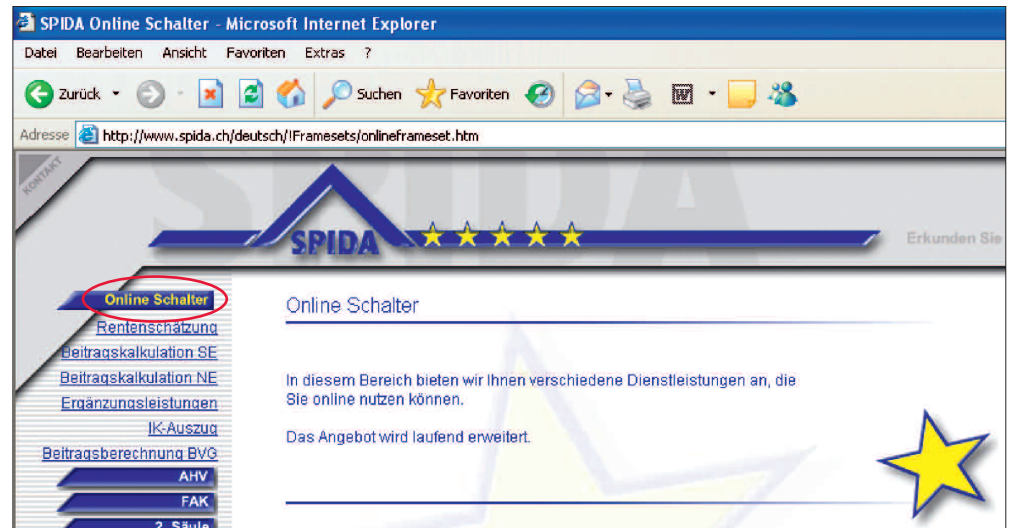 SPIDA Online Schalter - Microsoft Internet Explorer
Datei Bearbeiten Ansicht Favoriten Extras ?
Zurück Suchen Favoriten
Adresse http://www.spida.ch/deutsch/!Framesets/onlineframeset.htm
KONTAKT
SPIDA
SPIDA
Erkunden Sie
Online Schalter
Rentenschätzung
Beitragskalkulation SE
Beitragskalkulation NE
Ergänzungsleistungen
IK-Auszug
Beitragsberechnung BVG
AHV
FAK
2. Säule
Online Schalter
In diesem Bereich bieten wir Ihnen verschiedene Dienstleistungen an, die
Sie online nutzen können.
Das Angebot wird laufend erweitert.